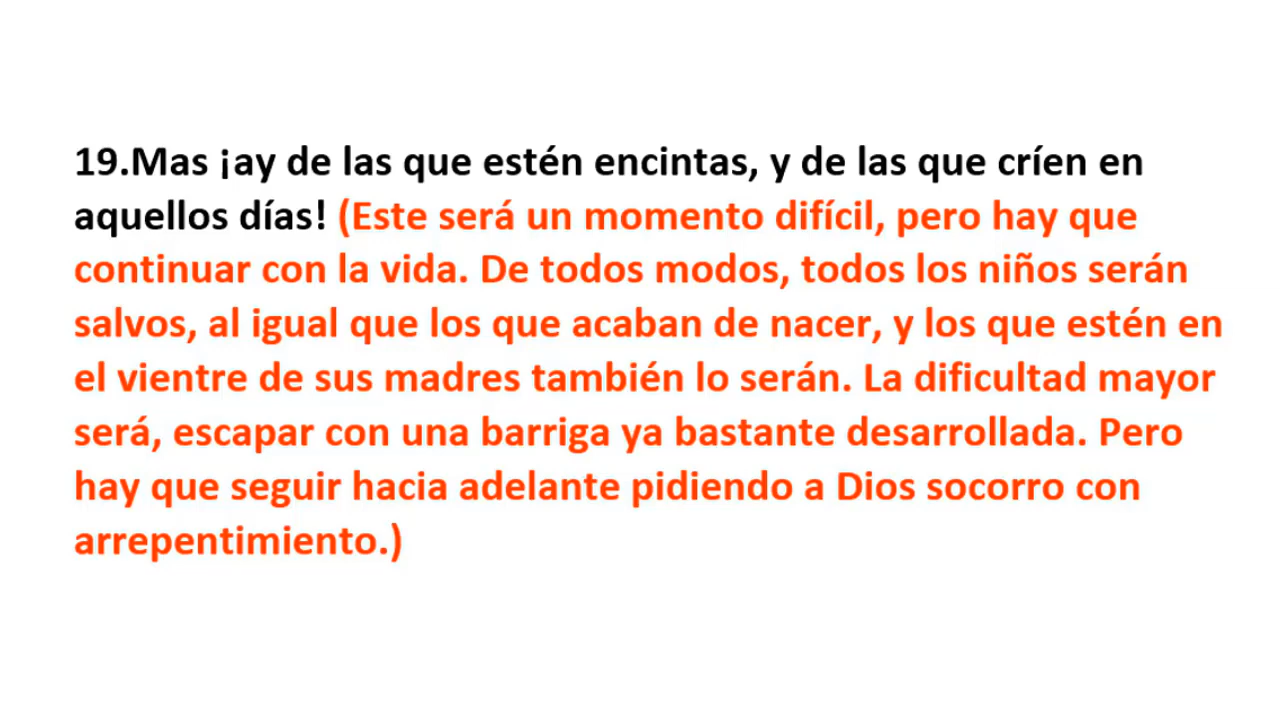 19.Mas ¡ay de las que estén encintas, y de las que críen en
aquellos días! (Este será un momento difícil, pero hay que
continuar con la vida. De todos modos, todos los niños serán
salvos, al igual que los que acaban de nacer, y los que estén en
el vientre de sus madres también lo serán. La dificultad mayor
será, escapar con una barriga ya bastante desarrollada. Pero
hay que seguir hacia adelante pidiendo a Dios socorro con
arrepentimiento.)